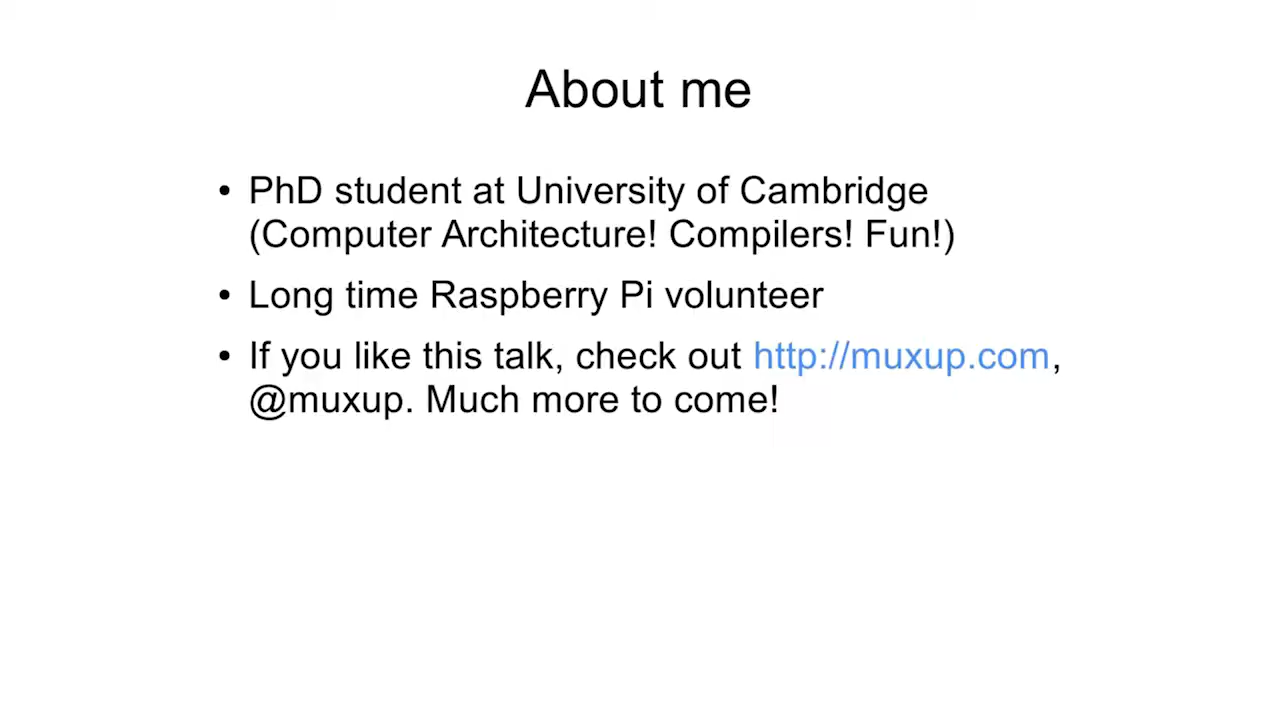 About me
• PhD student at University of Cambridge
(Computer Architecture! Compilers! Fun!)
• Long time Raspberry Pi volunteer
• If you like this talk, check out http://muxup.com,
@muxup. Much more to come!